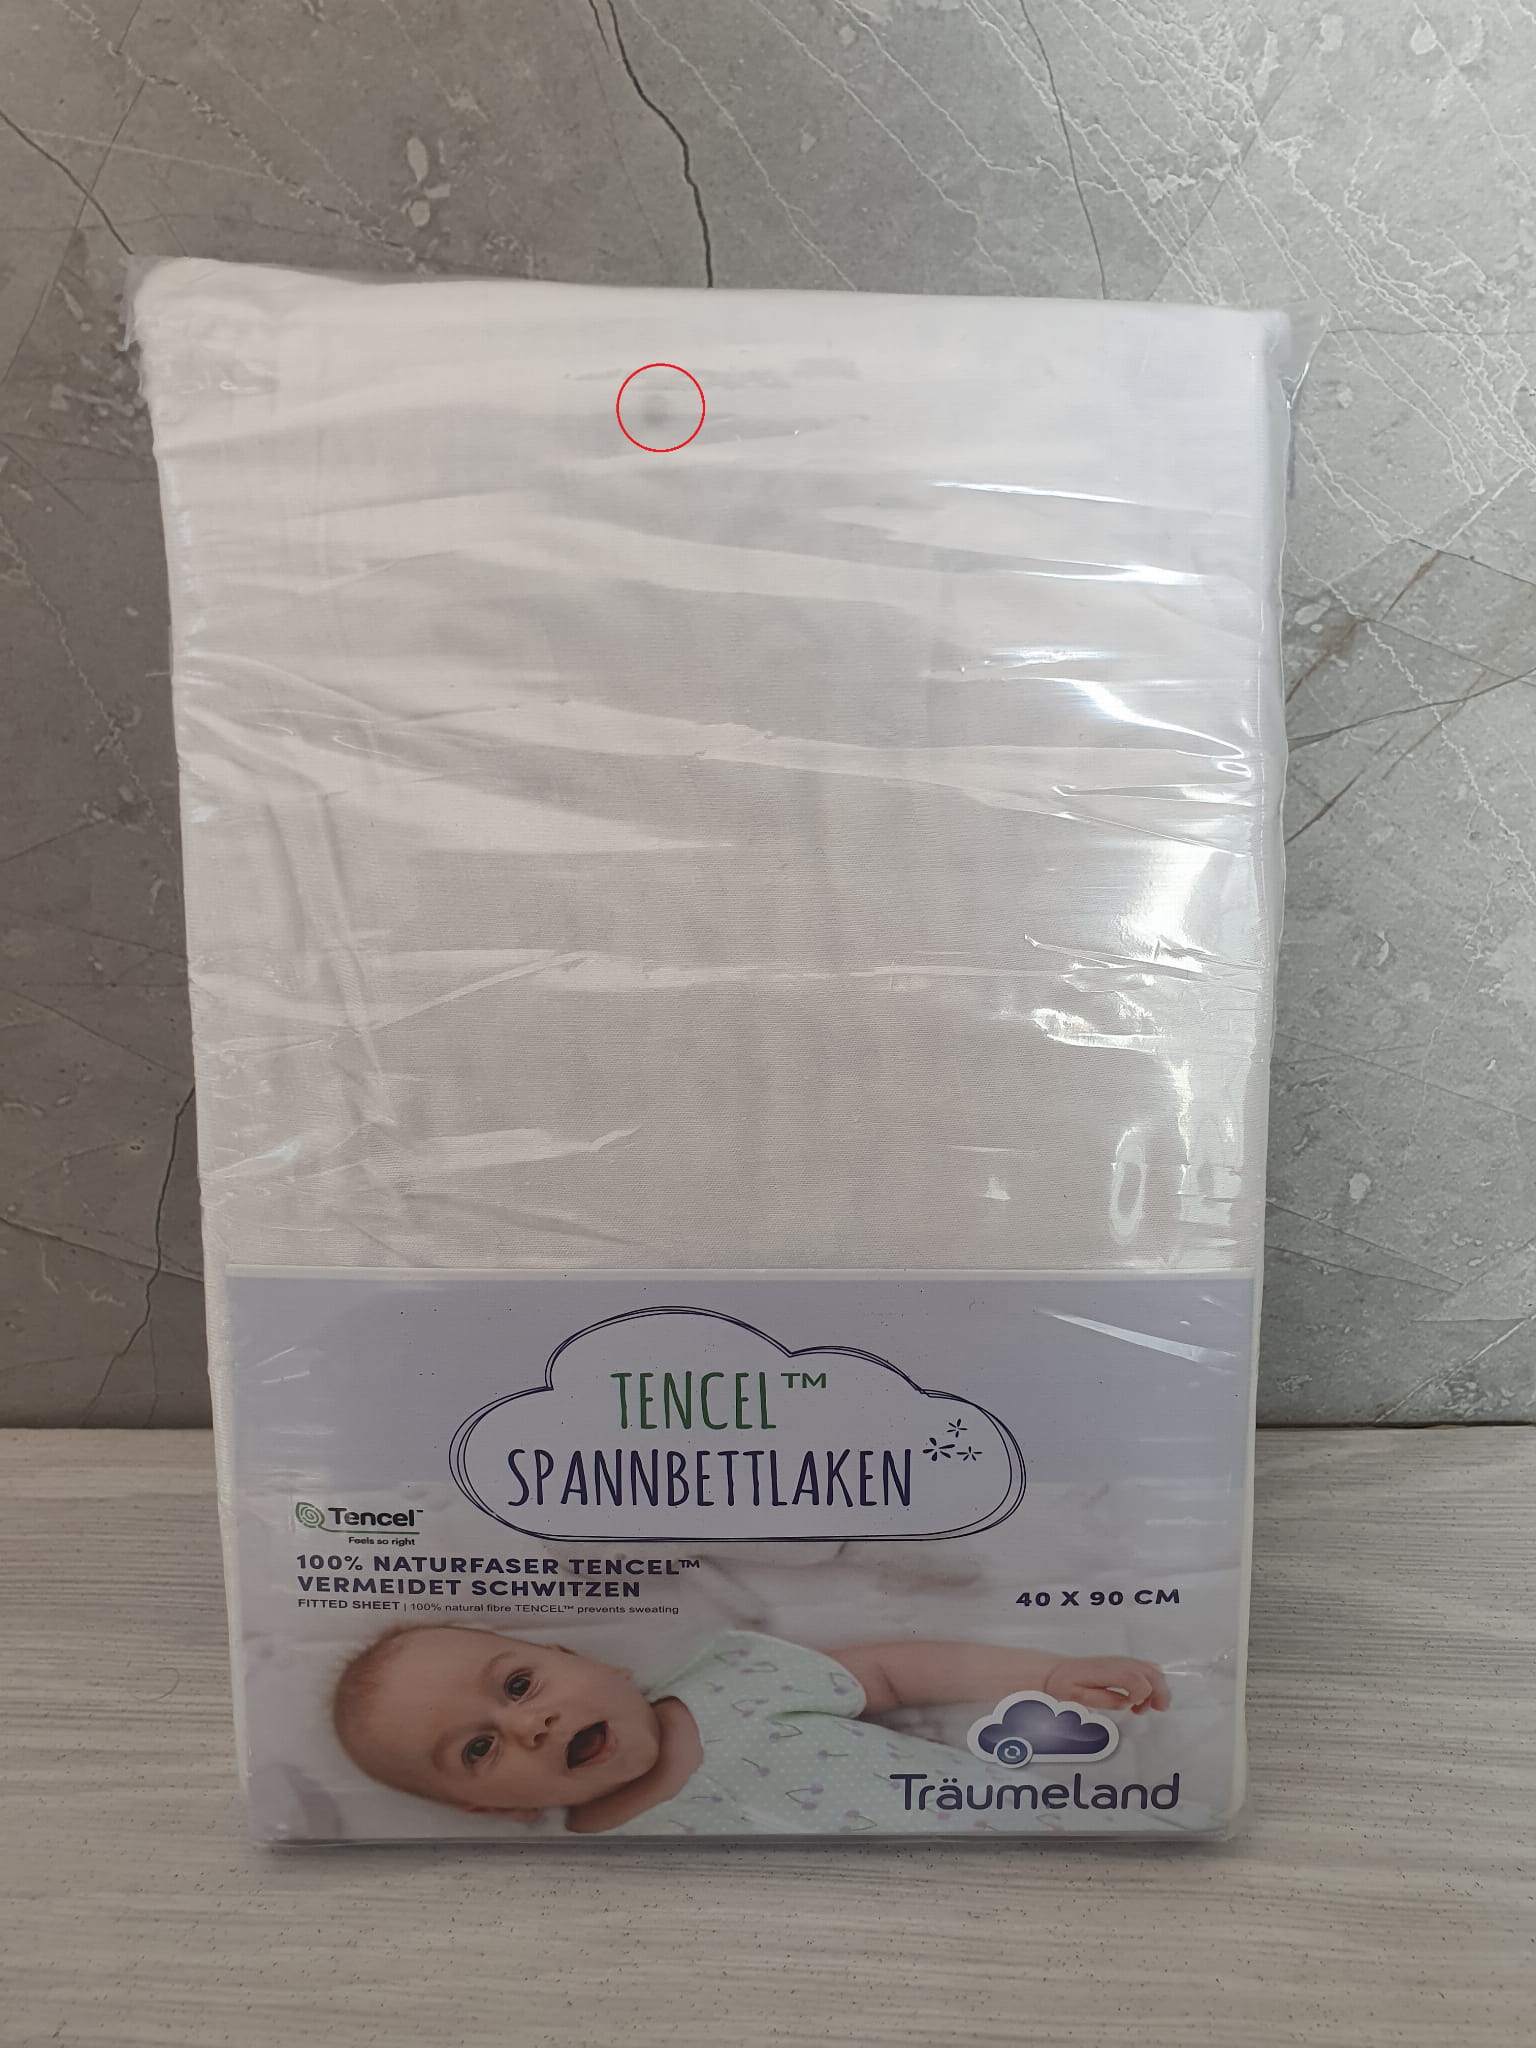 TENCEL™
SPANNBETTLAKEN
Tencel™
Feels so right
100% NATURFASER TENCEL™
VERMEIDET SCHWITZEN
FITTED SHEET | 100% natural fibre TENCEL™ prevents sweating
40 X 90 CM
Träumeland